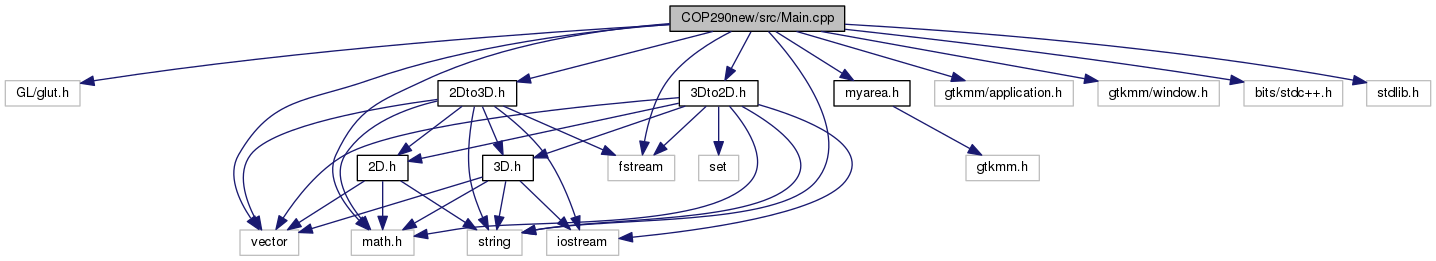 COP290new/src/Main.cpp
GL/glut.h
2Dto3D.h
3Dto2D.h
myarea.h
gtkmm/application.h
gtkmm/window.h
bits/stdc++.h
stdlib.h
2D.h
3D.h
fstream
set
gtkmm.h
vector
math.h
string
iostream